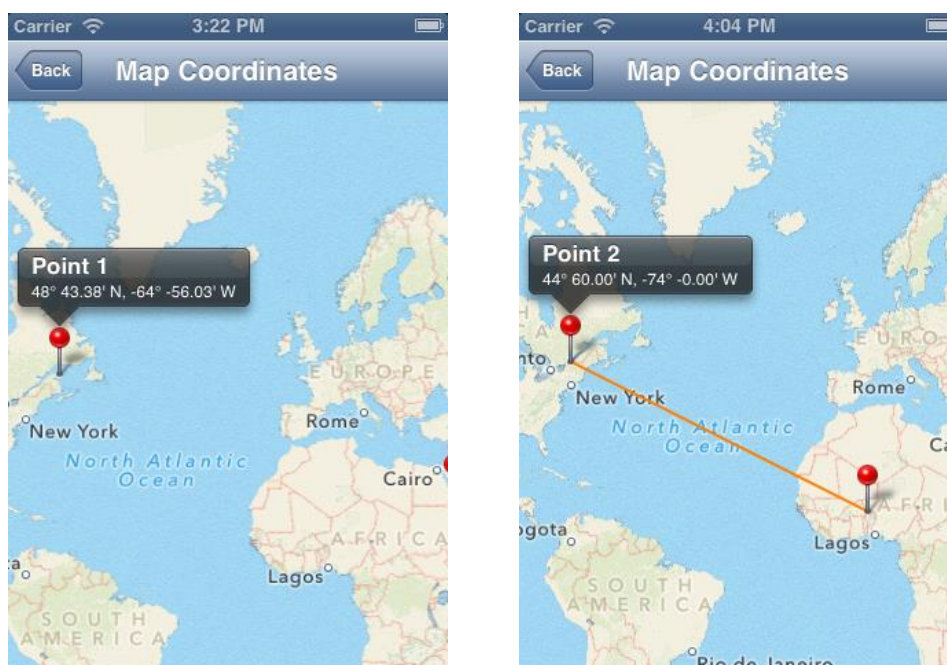 Carrier 3:22 PM
Back Map Coordinates
Point 1
48° 43.38' N, -64° -56.03' W
EUROPE
Rome
New York
North Atlantic
Ocean
Cairo
AFRICA
Lagos
SOUTH
AMERICA
Carrier 4:04 PM
Back Map Coordinates
Point 2
44° 60.00' N, -74° -0.00' W
EURO
nto
Rome
New York
North Atlantic
Ocean
Ca
AFR
gota
Lagos
SOUTH
AMERICA
Rio de Janeiro